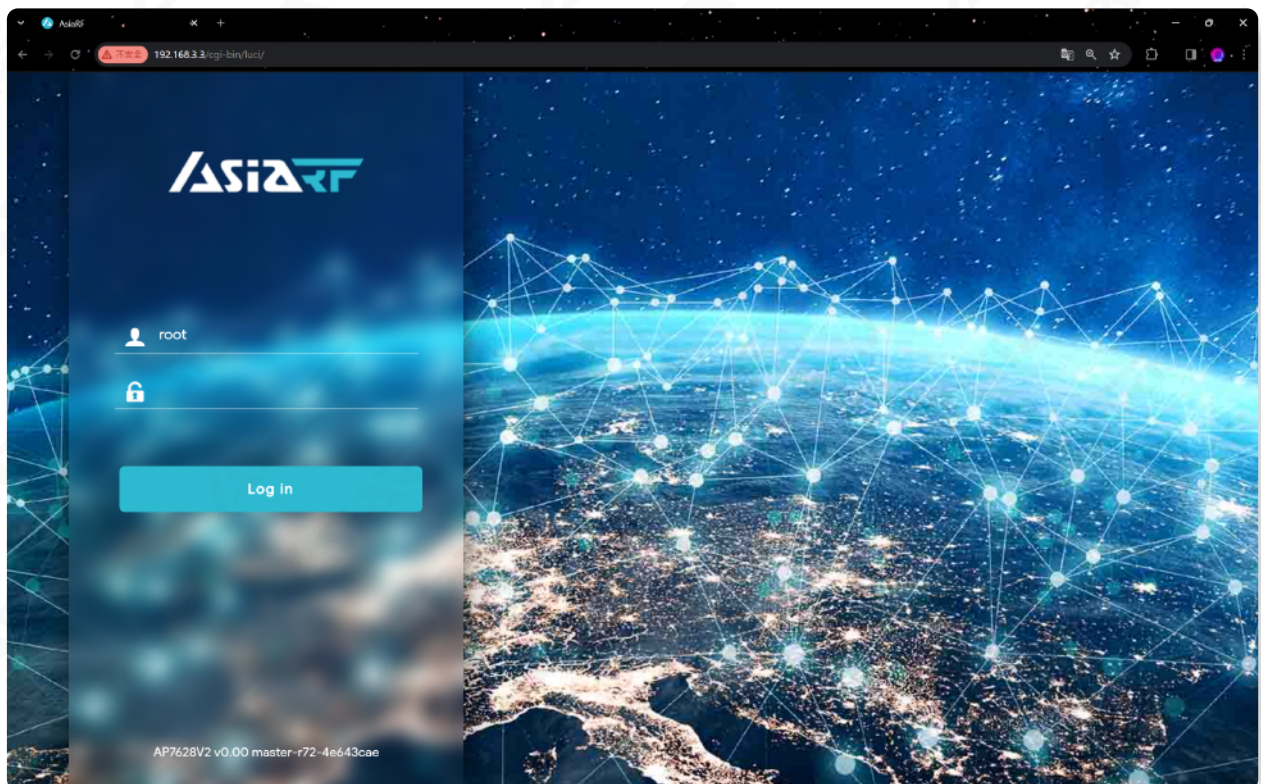 AsiaRF
不安全 192.168.3.3/cgi-bin/luci/
AsiaRF
root
Log in
AP7628V2 v0.00 master-r72-4e643cae